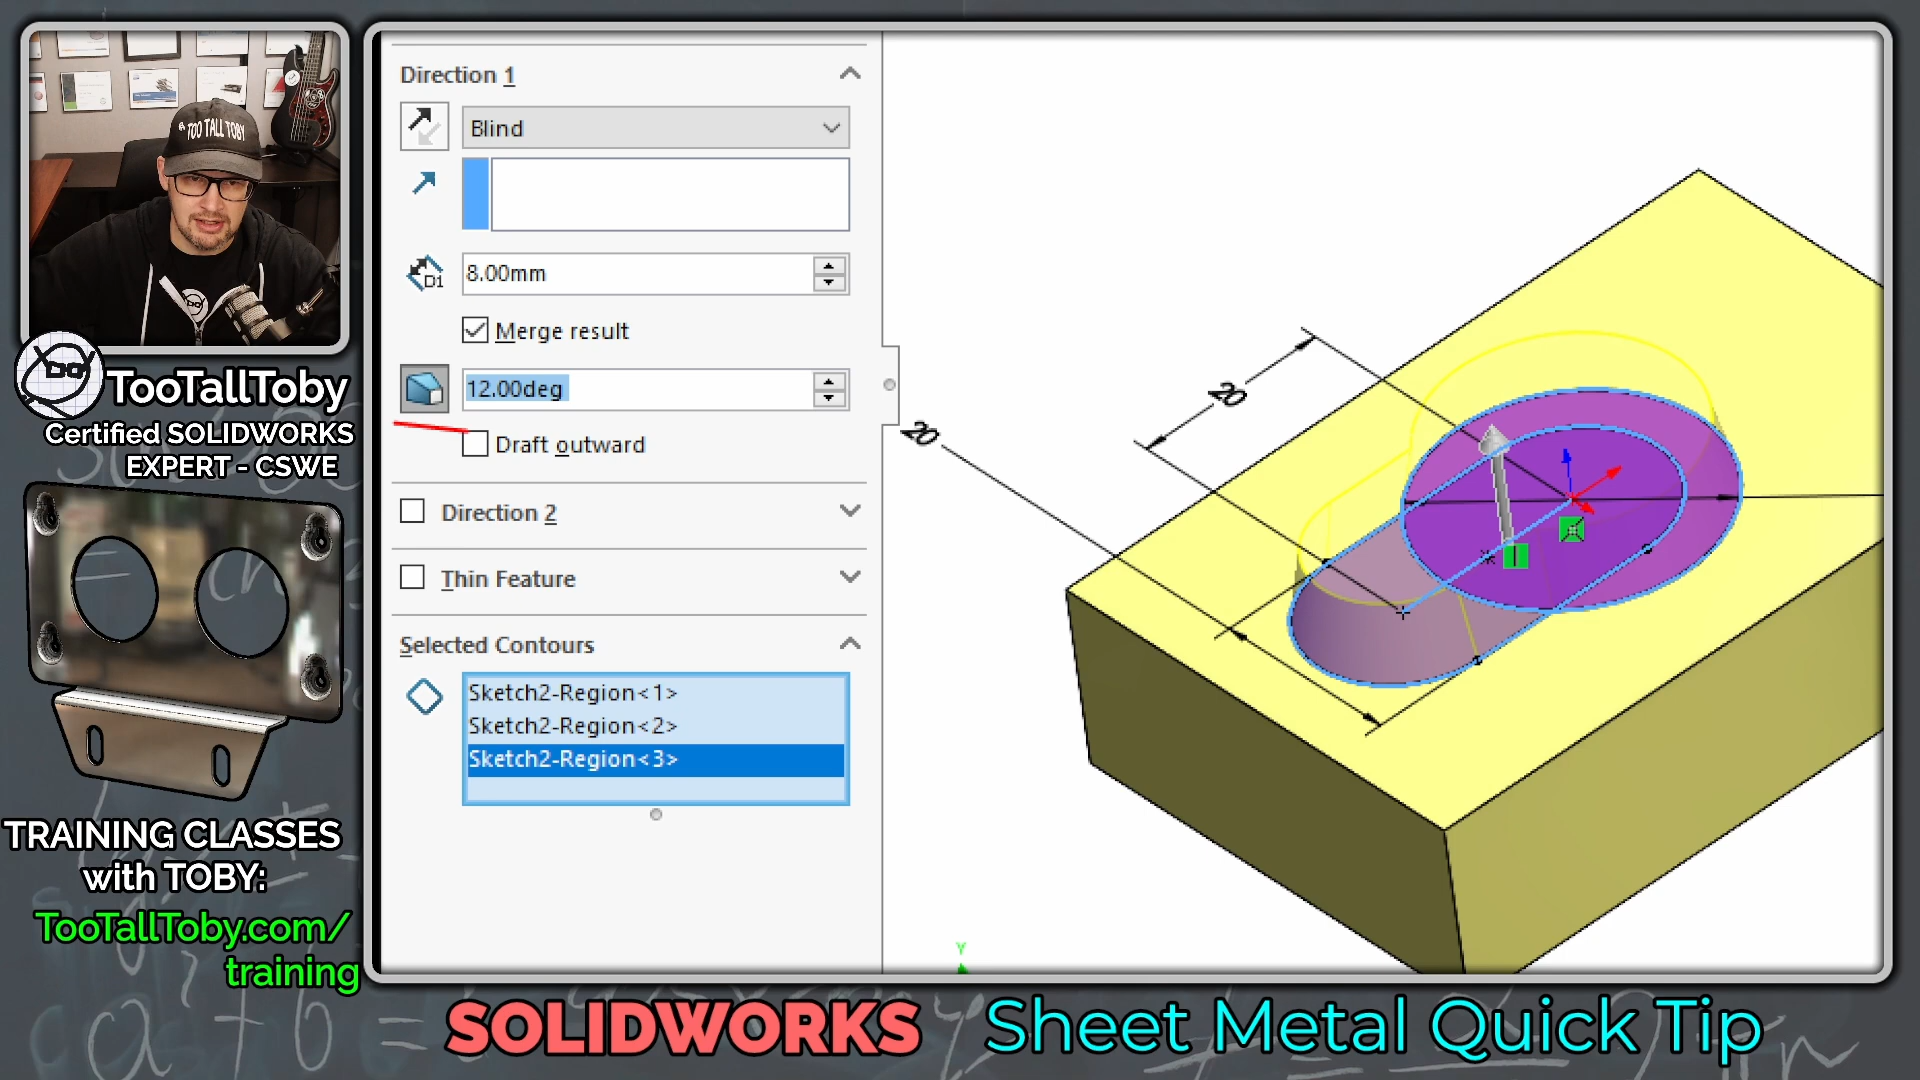 TOO TALL TOBY
TooTallToby
Certified SOLIDWORKS
EXPERT - CSWE
TRAINING CLASSES
with TOBY:
TooTallToby.com/
training
Direction 1
Blind
D1
8.00mm
Merge result
12.00deg
Draft outward
Direction 2
Thin Feature
Selected Contours
Sketch2-Region<1>
Sketch2-Region<2>
Sketch2-Region<3>
20
20
Y
SOLIDWORKS Sheet Metal Quick Tip